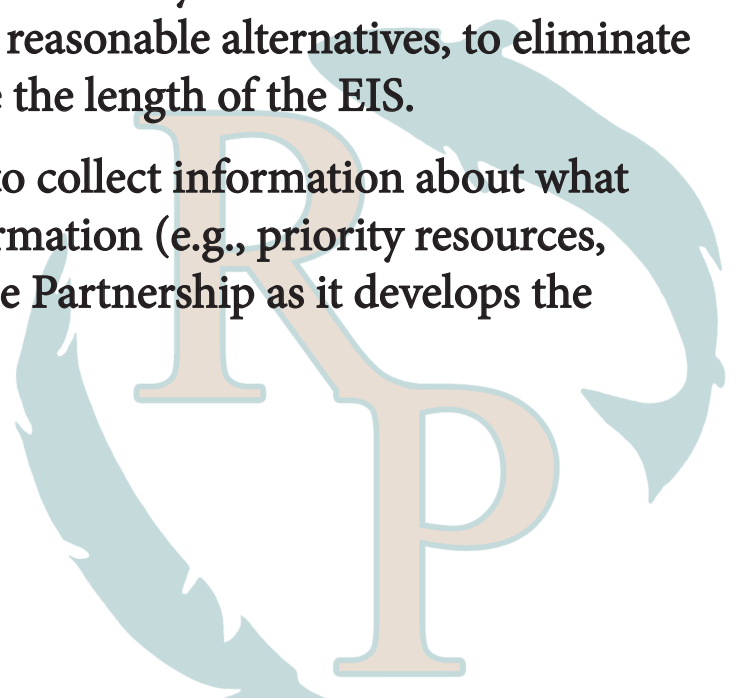 reasonable alternatives, to eliminate
the length of the EIS.
to collect information about what
(e.g., priority resources,
Partnership as it develops the
R
P